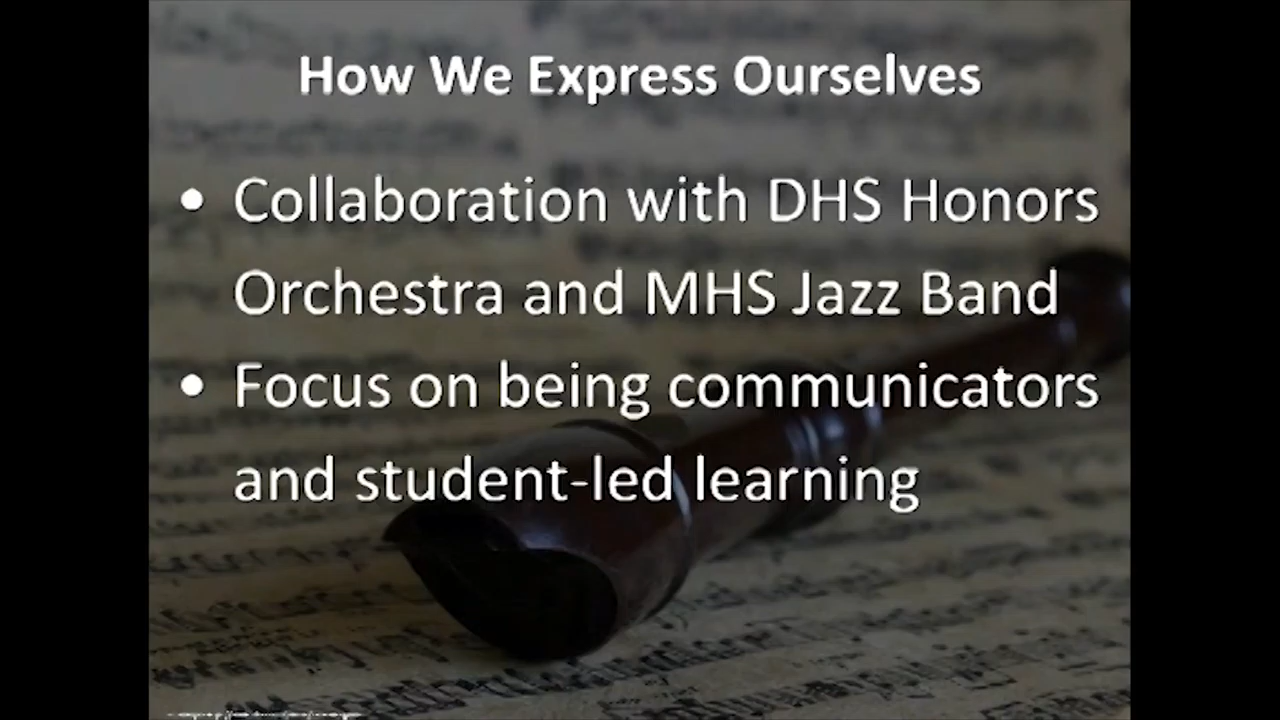 How We Express Ourselves
• Collaboration with DHS Honors
Orchestra and MHS Jazz Band
• Focus on being communicators
and student-led learning